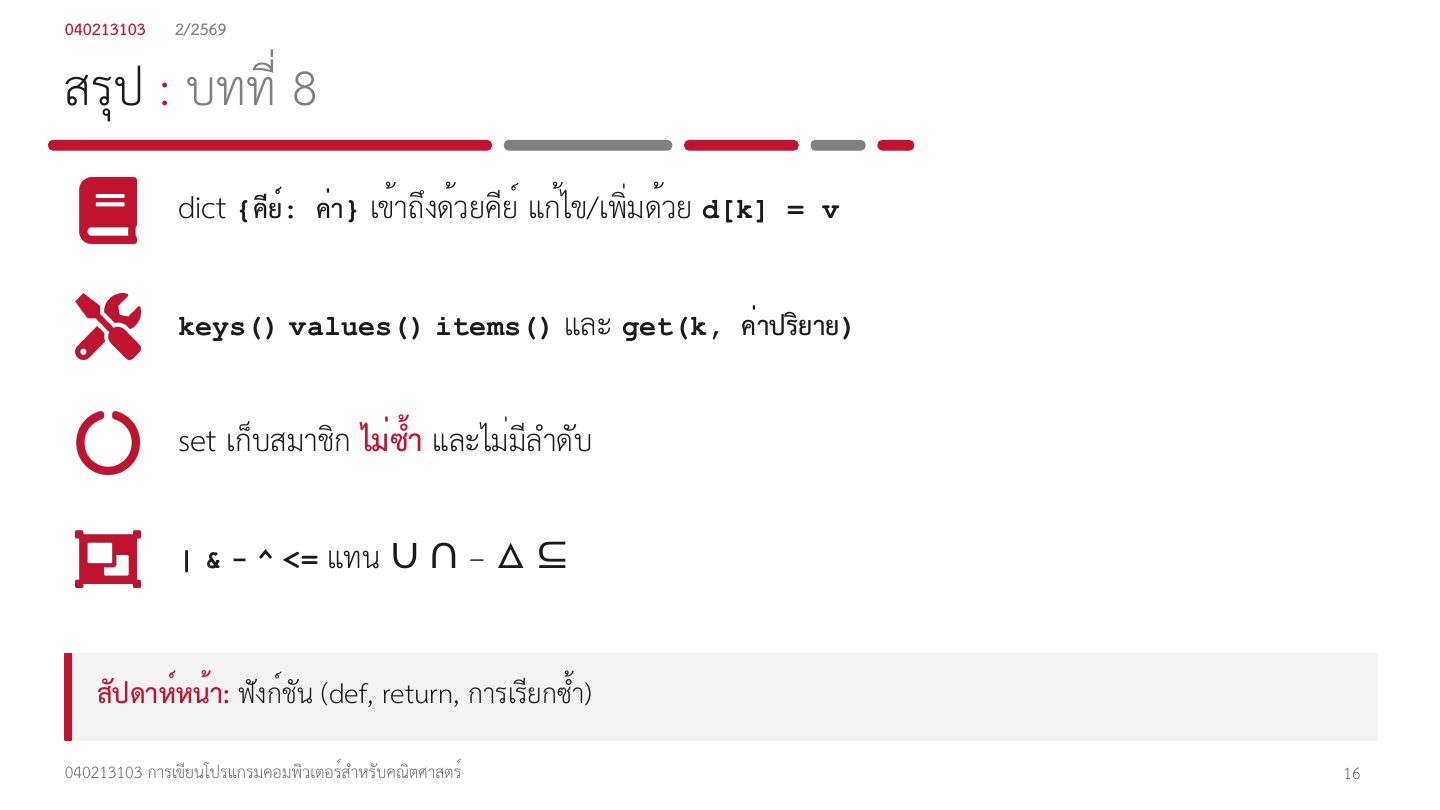 040213103 2/2569
สรุป : บทที่ 8
dict {คีย์: ค่า} เข้าถึงด้วยคีย์ แก้ไข/เพิ่มด้วย d[k] = v
keys() values() items() และ get(k, ค่าปริยาย)
set เก็บสมาชิก ไม่ซ้ำ และไม่มีลำดับ
| & - ^ <= แทน ∪ ∩ − △ ⊆
สัปดาห์หน้า: ฟังก์ชัน (def, return, การเรียกซ้ำ)
040213103 การเขียนโปรแกรมคอมพิวเตอร์สำหรับคณิตศาสตร์ 16